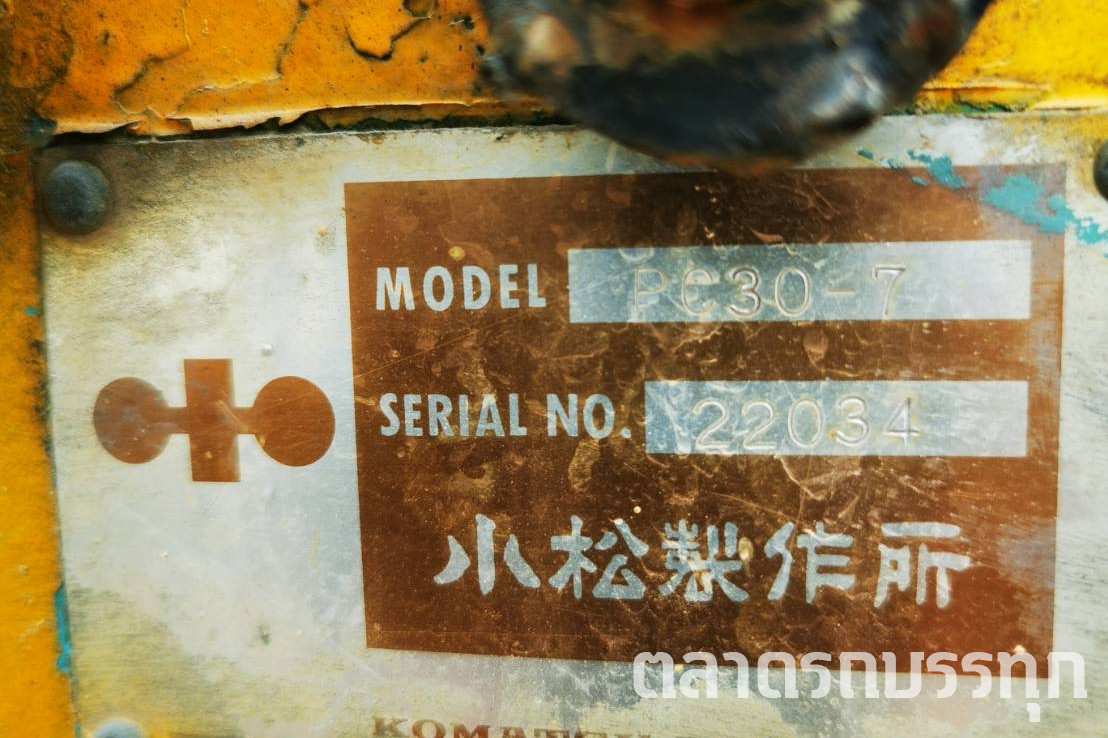 MODEL PC30-7
SERIAL NO. 22034
小松製作所
ตลาดรถบรรทุก
KOMATSU